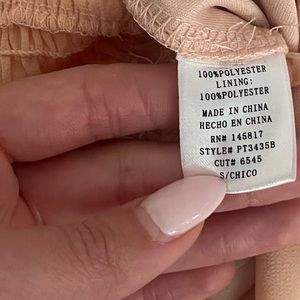 100%POLYESTER
LINING:
100%POLYESTER
MADE IN CHINA
HECHO EN CHINA
RN# 145817
STYLE# PT3435B
CUT# 6545
S/CHICO